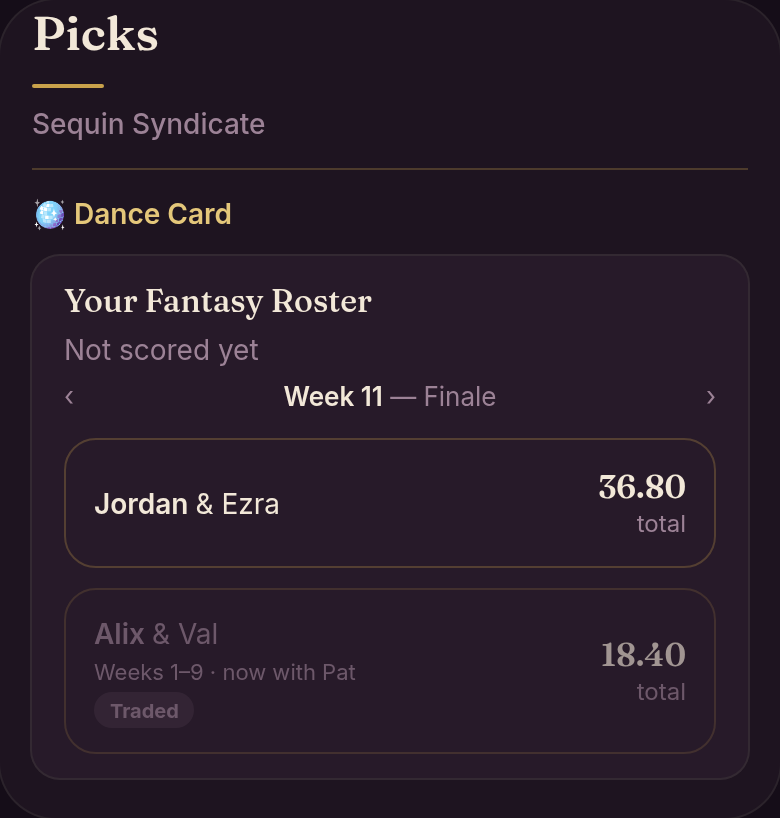 Picks
Sequin Syndicate
Dance Card
Your Fantasy Roster
Not scored yet
‹ Week 11 — Finale ›
Jordan & Ezra
36.80
total
Alix & Val
Weeks 1–9 · now with Pat
Traded
18.40
total